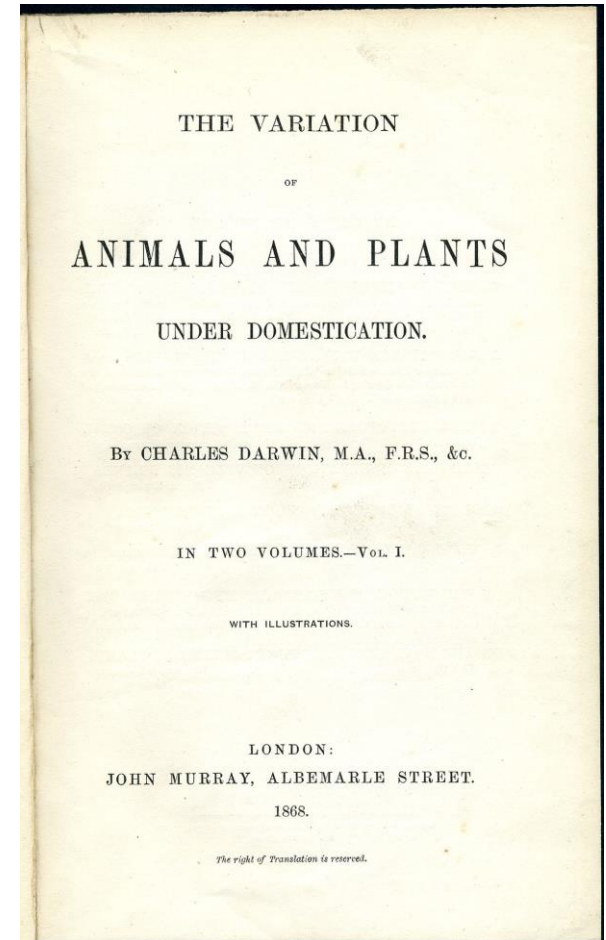 THE VARIATION
OF
ANIMALS AND PLANTS
UNDER DOMESTICATION.
BY CHARLES DARWIN, M.A., F.R.S., &c.
IN TWO VOLUMES.—VOL. I.
WITH ILLUSTRATIONS.
LONDON:
JOHN MURRAY, ALBEMARLE STREET.
1868.
The right of Translation is reserved.